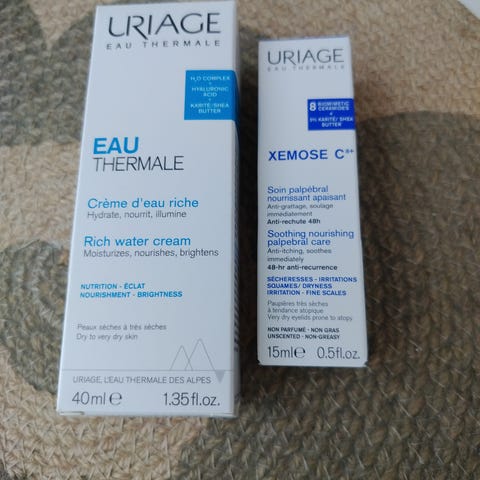 URIAGE
EAU THERMALE
H₂O COMPLEX
+
HYALURONIC
ACID
+
KARITÉ/SHEA
BUTTER
EAU
THERMALE
Crème d'eau riche
Hydrate, nourrit, illumine
Rich water cream
Moisturizes, nourishes, brightens
NUTRITION - ÉCLAT
NOURISHMENT - BRIGHTNESS
Peaux sèches à très sèches
Dry to very dry skin
URIAGE, L'EAU THERMALE DES ALPES
40 ml ℮ 1.35 fl.oz.
URIAGE
EAU THERMALE
8 BIOMIMETIC
CERAMIDES
+
5% KARITÉ/ SHEA
BUTTER
XEMOSE C⁸⁺
Soin palpébral
nourrissant apaisant
Anti-grattage, soulage
immédiatement
Anti-rechute 48h
Soothing nourishing
palpebral care
Anti-itching, soothes
immediately
48-hr anti-recurrence
SÉCHERESSES - IRRITATIONS
SQUAMES/ DRYNESS
IRRITATION - FINE SCALES
Paupières très sèches
à tendance atopique
Very dry eyelids prone to atopy
NON PARFUMÉ · NON GRAS
UNSCENTED · NON-GREASY
15ml ℮ 0.5fl.oz.